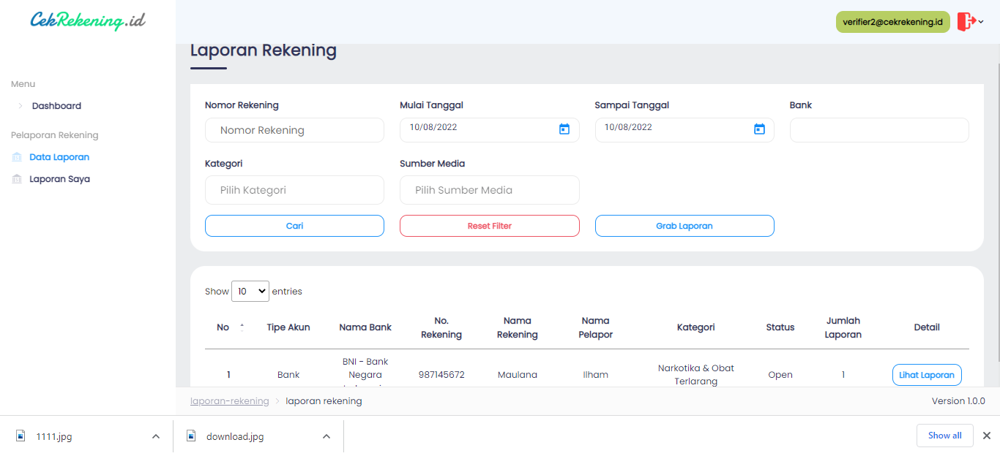 CekRekening.id
verifier2@cekrekening.id
Menu
Dashboard
Pelaporan Rekening
Data Laporan
Laporan Saya
Laporan Rekening
Nomor Rekening Mulai Tanggal Sampai Tanggal Bank
Nomor Rekening 10/08/2022 10/08/2022
Kategori Sumber Media
Pilih Kategori Pilih Sumber Media
Cari Reset Filter Grab Laporan
Show 10 entries
No Tipe Akun Nama Bank No. Rekening Nama Rekening Nama Pelapor Kategori Status Jumlah Laporan Detail
1 Bank BNI - Bank Negara 987145672 Maulana Ilham Narkotika & Obat Terlarang Open 1 Lihat Laporan
laporan-rekening > laporan rekening Version 1.0.0
1111.jpg download.jpg Show all